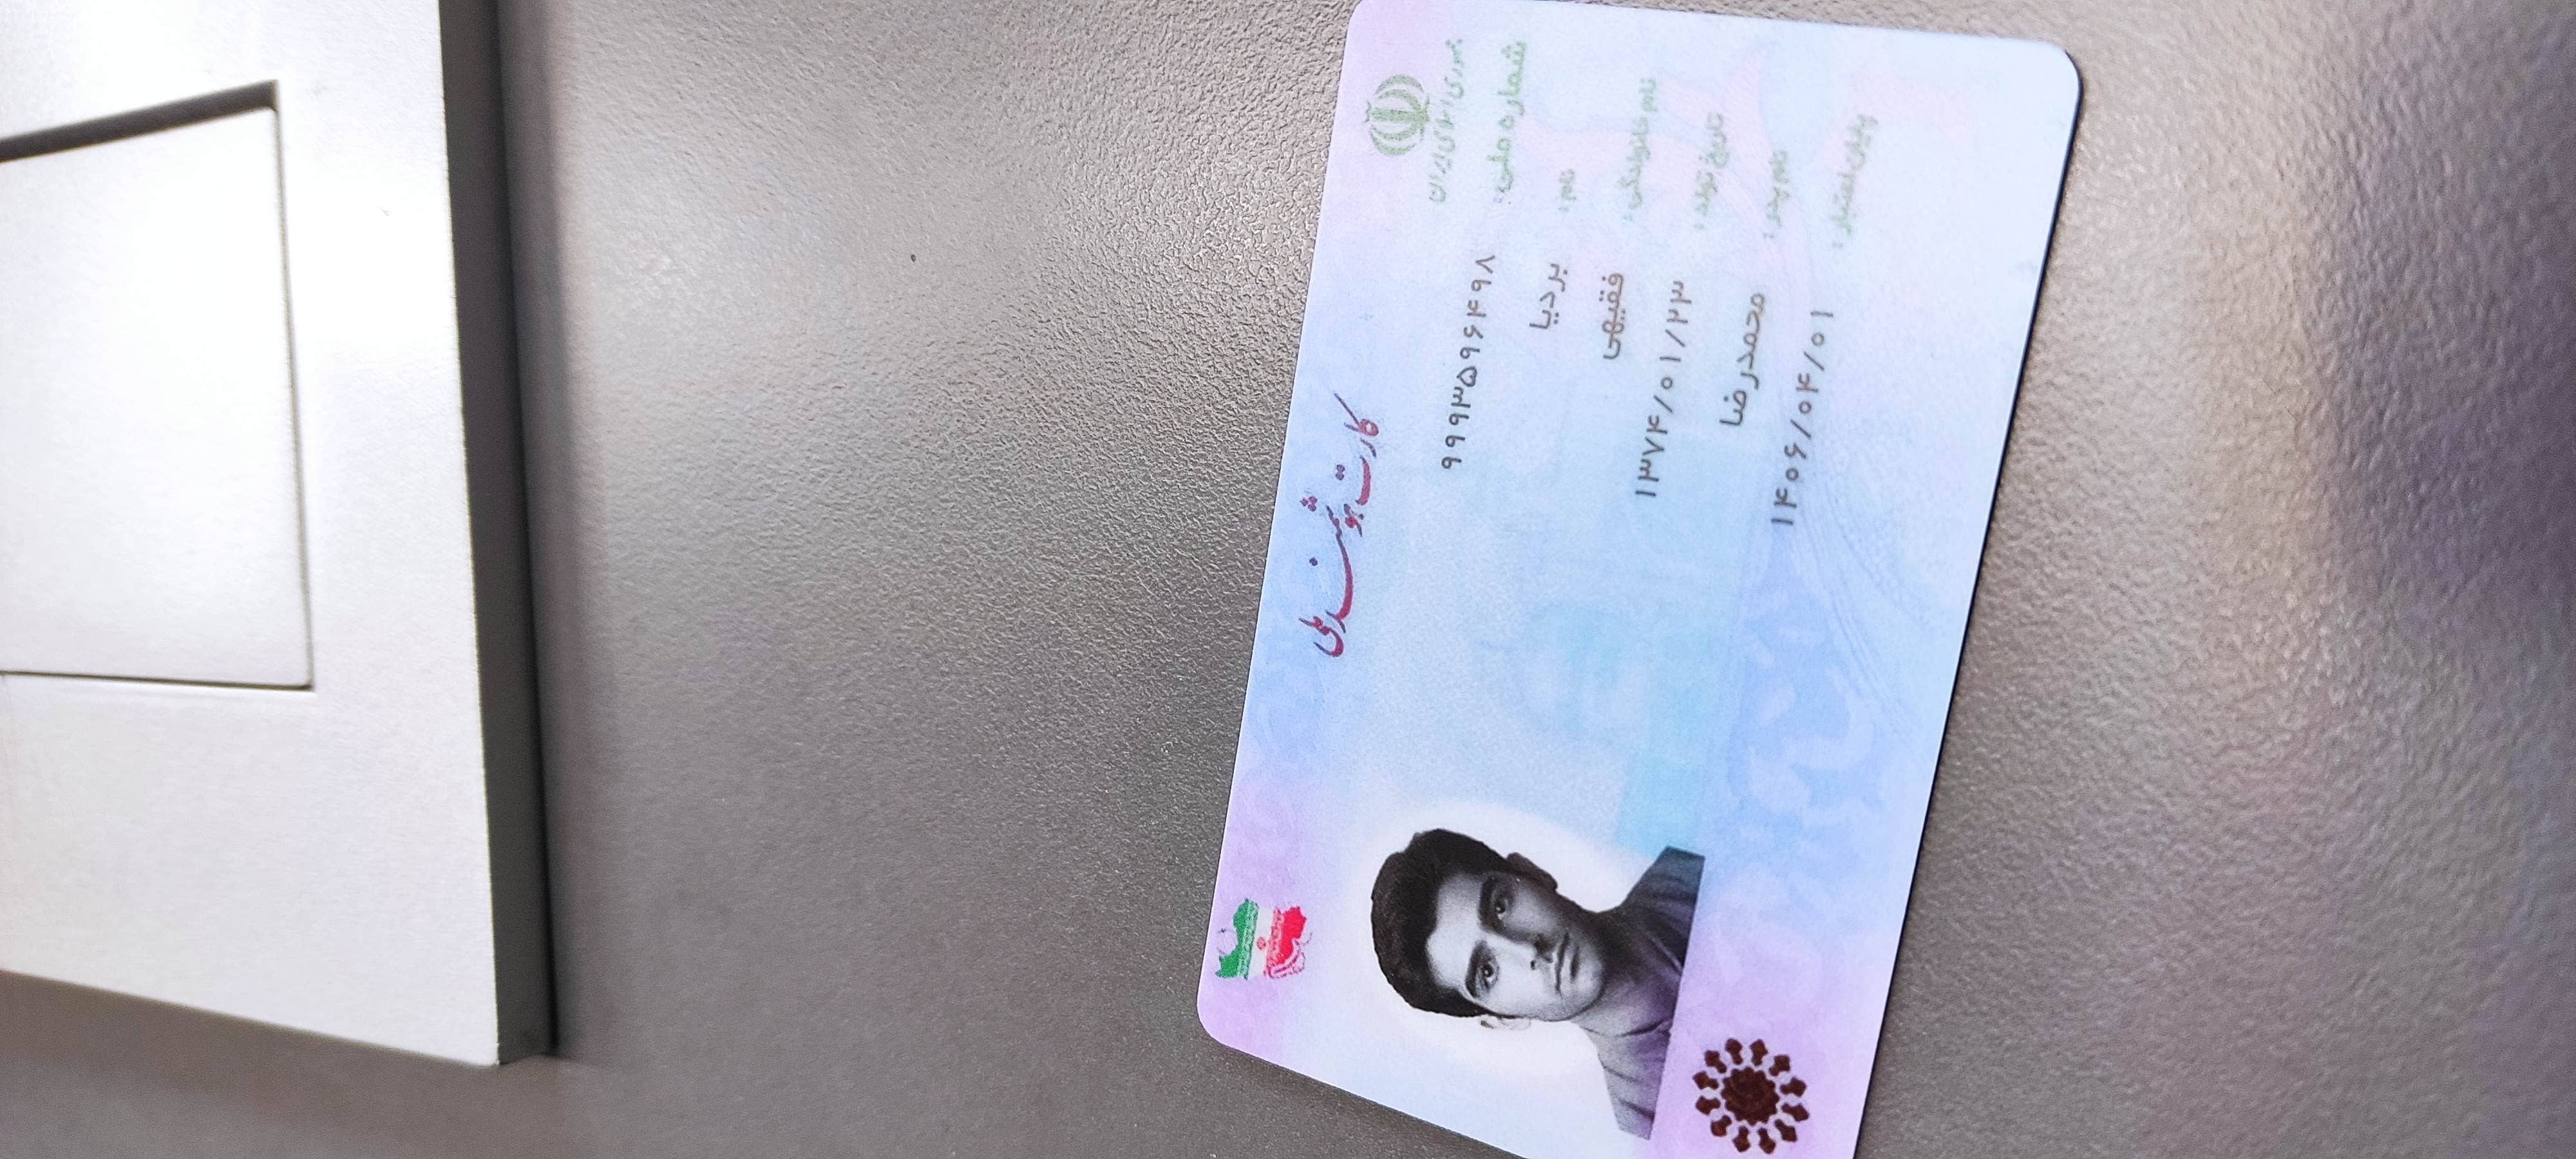 جمهوری اسلامی ایران
کارت هوشمند ملی
شماره ملی: ۹۹۹۳۵۹۶۴۹۸
نام: بردیا
نام خانوادگی: فقیهی
تاریخ تولد: ۱۳۷۴/۰۱/۲۳
نام پدر: محمدرضا
پایان اعتبار: ۱۴۰۶/۰۴/۰۱